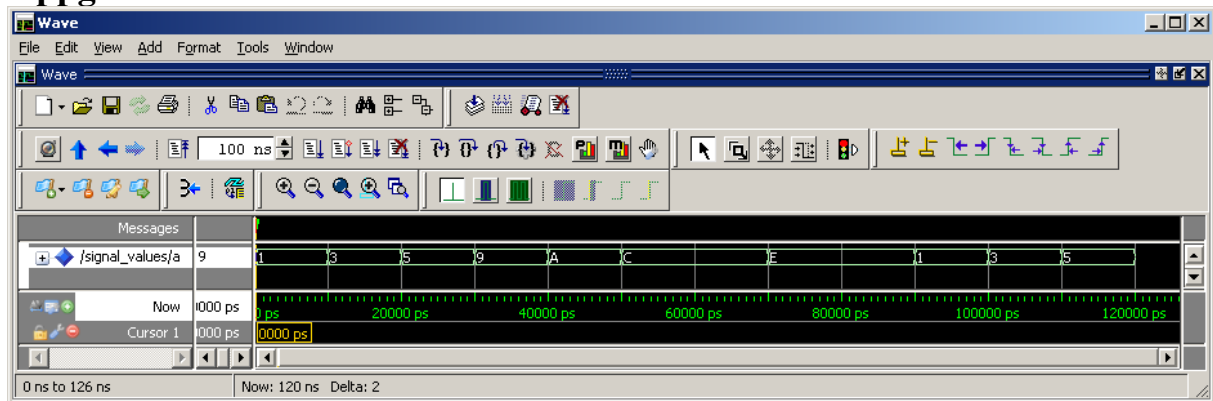 Wave
File Edit View Add Format Tools Window
Wave
100 ns
Messages
/signal_values/a 9 1 3 5 9 A C E 1 3 5
Now 000 ps ps 20000 ps 40000 ps 60000 ps 80000 ps 100000 ps 120000 ps
Cursor 1 000 ps 0000 ps
0 ns to 126 ns Now: 120 ns Delta: 2